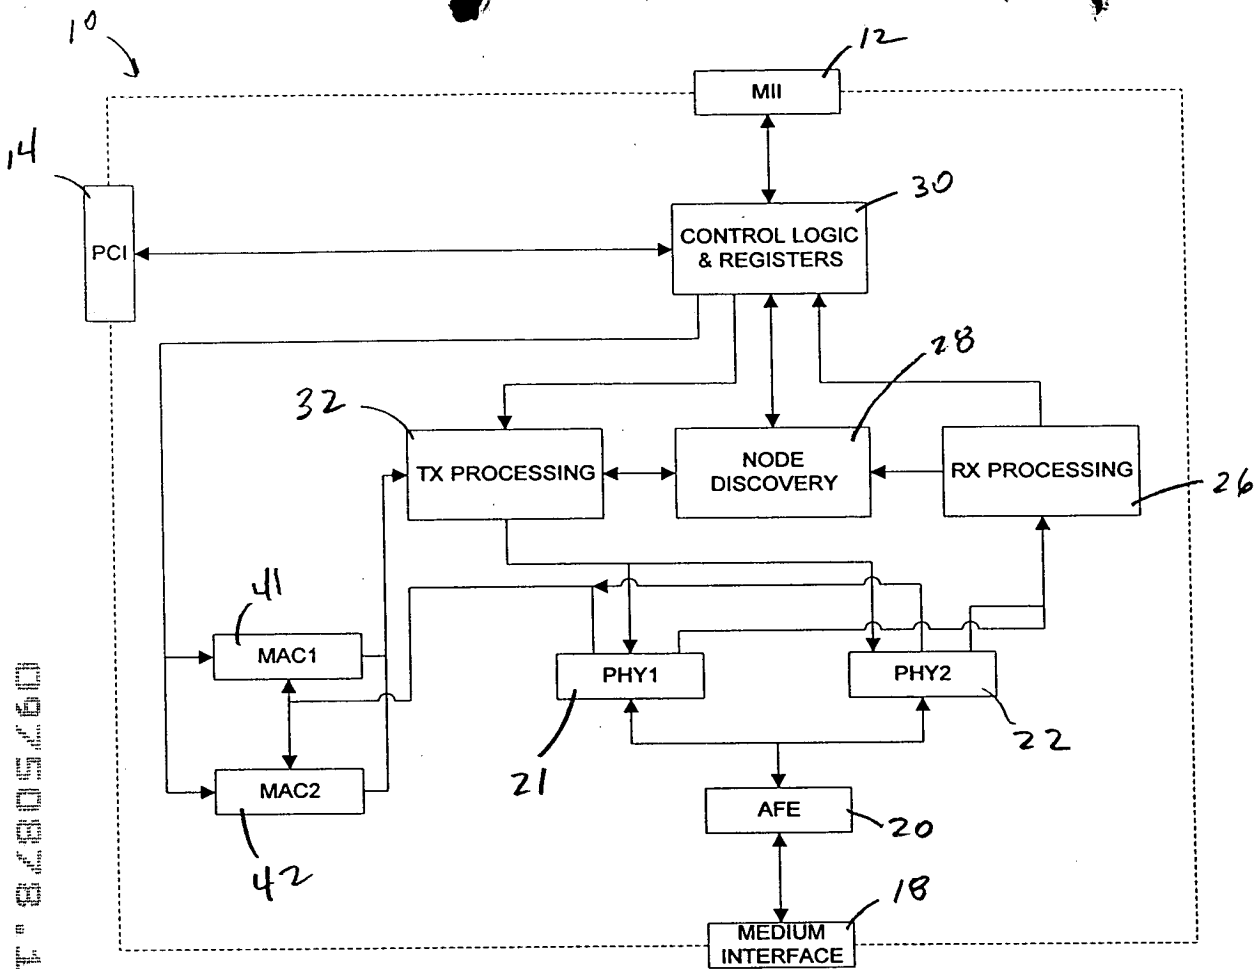 10
12
MII
14
PCI
30
CONTROL LOGIC
& REGISTERS
28
32
TX PROCESSING
NODE
DISCOVERY
RX PROCESSING
26
41
MAC1
PHY1
PHY2
21
22
MAC2
42
AFE
20
18
MEDIUM
INTERFACE